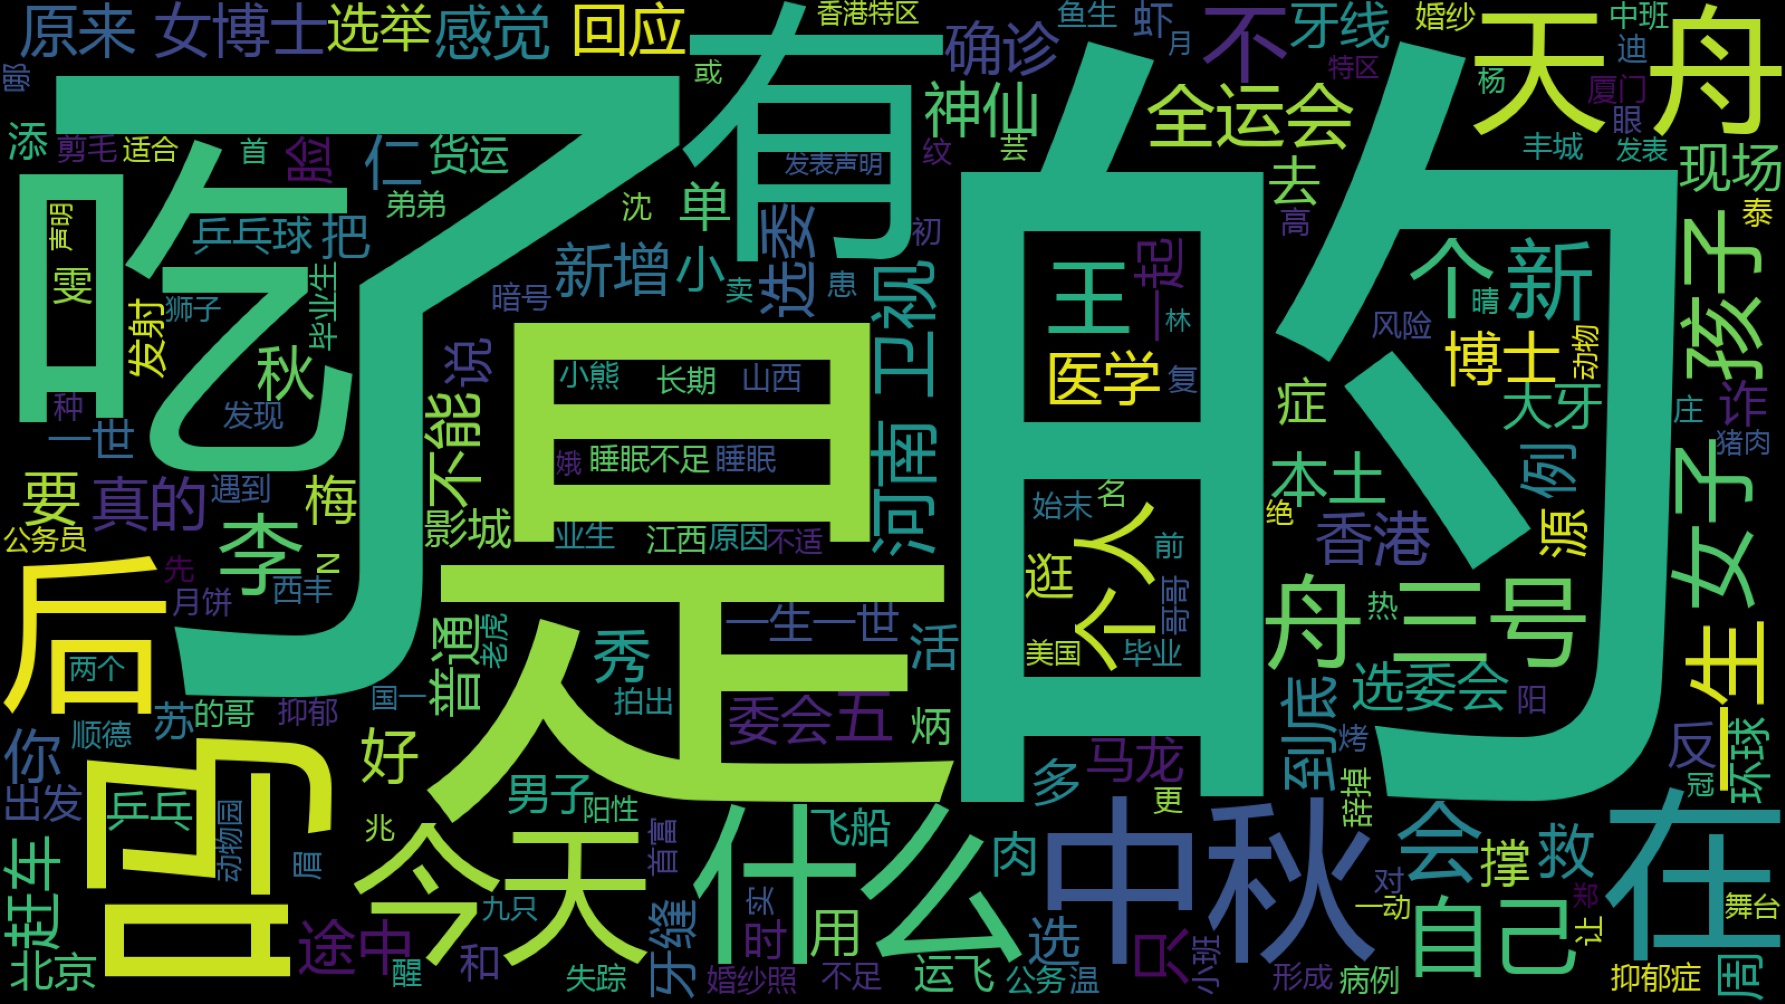 原来
女博士
选举
感觉
回应
香港特区
确诊
鱼生
虾
月
不
牙线
婚纱
天舟
中班
迪
哪
了
有
的
或
神仙
全运会
特区
杨
厦门
眼
添
剪毛
适合
首
脸
仁
货运
发表声明
纹
芸
去
丰城
发表
现场
吃
弟弟
沈
单
选委
初
高
泰
声明
雯
乒乓球
把
新增
小
卖
患
卫视
王
一起
个
新
孩子
发射
狮子
毕业生
暗号
是
林
晴
风险
博士
动物
秋
说
小熊
长期
山西
医学
复
症
大牙
庄
诈
种
发现
不能
猪肉
一世
娥
睡眠不足
睡眠
河南
本土
例
女子
要
真的
遇到
梅
始末
名
绝
公务员
李
影城
业生
江西
原因
不适
个人
前
香港
源
N
后
先
月饼
西丰
逛
哥哥
舟三号
热
一生
普通
老虎
秀
一生一世
活
美国
毕业
两个
的哥
抑郁
国一
拍出
委会五
炳
到底
选委会
阳
苏
顺德
你
好
马龙
烤
反
环球
出发
吗
乒乓
男子
阳性
飞船
多
更
辞掉
冠
动物园
眉
兆
首富
今天
什么
肉
中秋
会
撑
救
在
赶车
途中
九只
实
用
选
对
一动
自己
郑
舞台
让
北京
醒
和
失踪
牙缝
时
婚纱照
不足
运飞
公务
温
只
小班
形成
病例
抑郁症
周